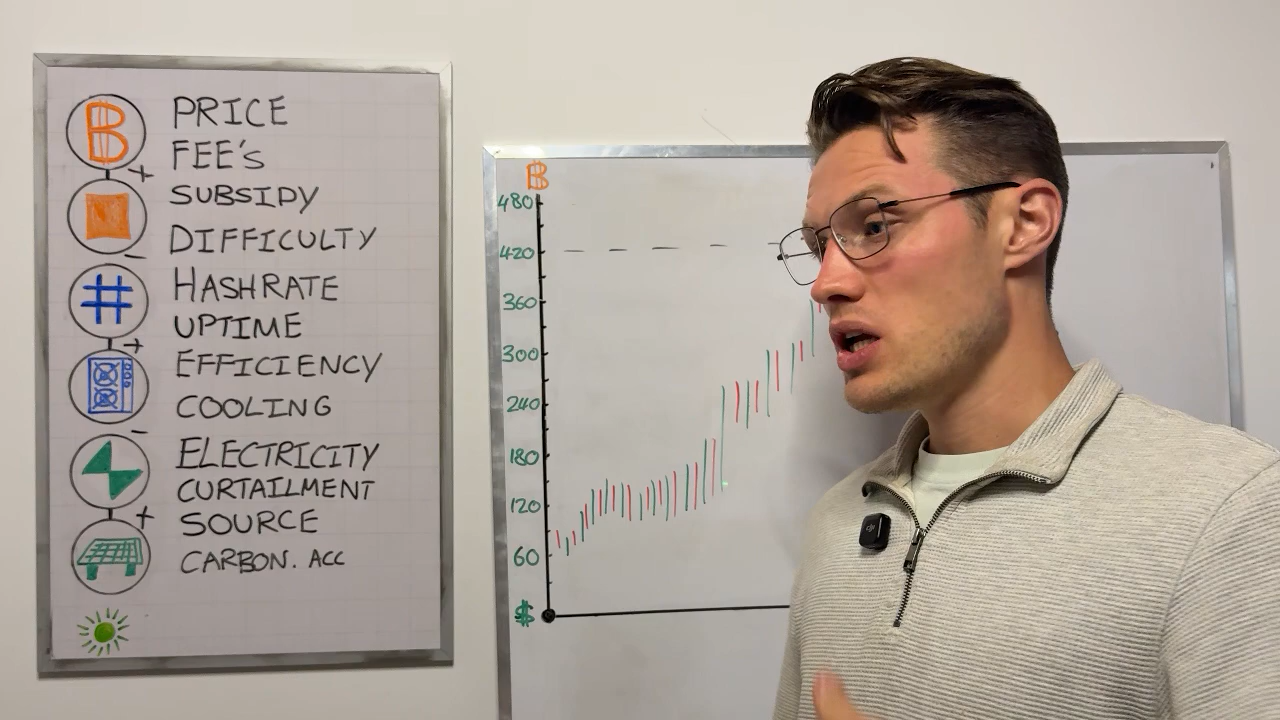 B
PRICE
FEE'S
+
SUBSIDY
DIFFICULTY
-
#
HASHRATE
UPTIME
+
EFFICIENCY
COOLING
-
ELECTRICITY
CURTAILMENT
+
SOURCE
CARBON. ACC
B
480
420
360
300
240
180
120
60
$